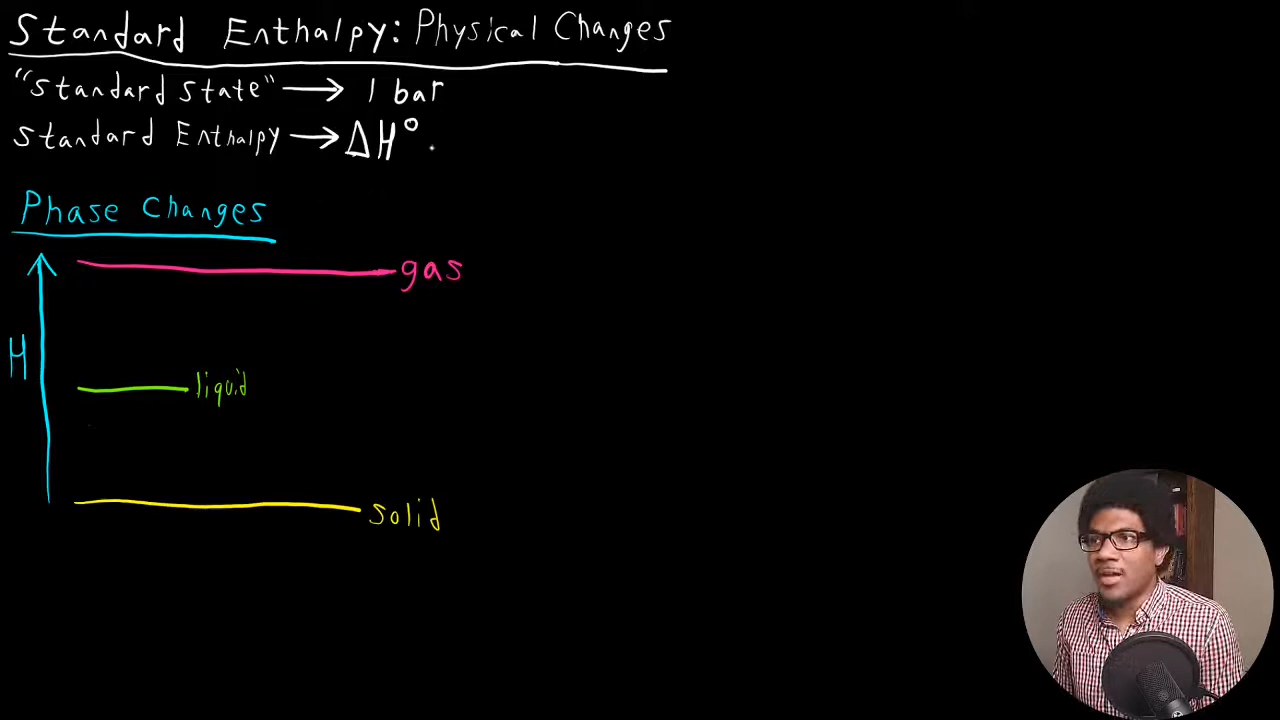 Standard Enthalpy: Physical Changes
"Standard State" → 1 bar
Standard Enthalpy → ΔH°
Phase Changes
gas
H
liquid
solid